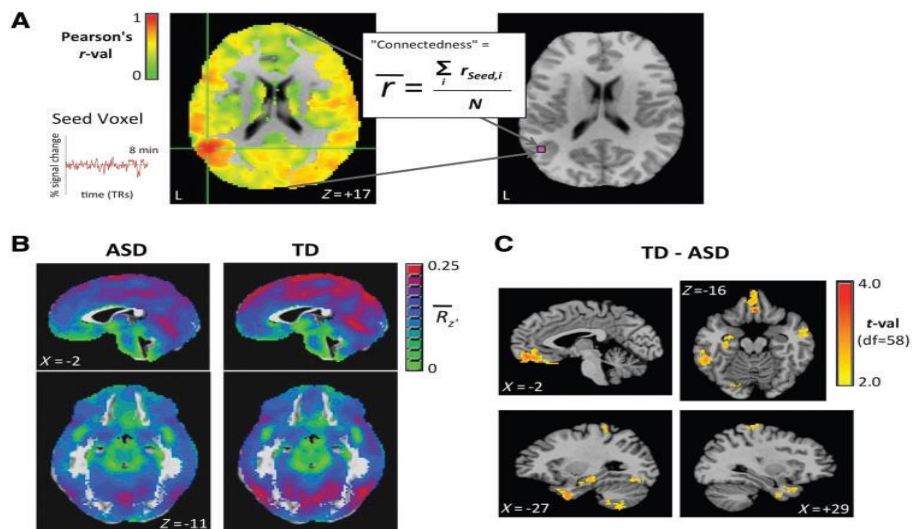 A
Pearson's
r-val
1
0
Seed Voxel
% signal change
8 min
time (TRs)
L
Z = +17
"Connectedness" =
r = Σ i r Seed,i / N
L
B
ASD
TD
X = -2
0.25
Rz'
0
Z = -11
C
TD - ASD
X = -2
Z = -16
4.0
t-val
(df=58)
2.0
X = -27
X = +29